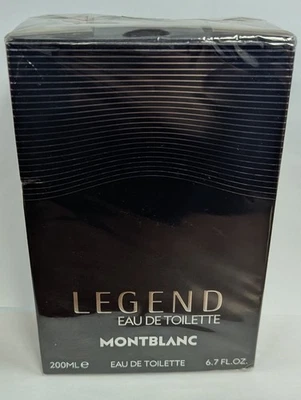 LEGEND
EAU DE TOILETTE
MONTBLANC
200ML ℮ EAU DE TOILETTE 6.7 FL.OZ.